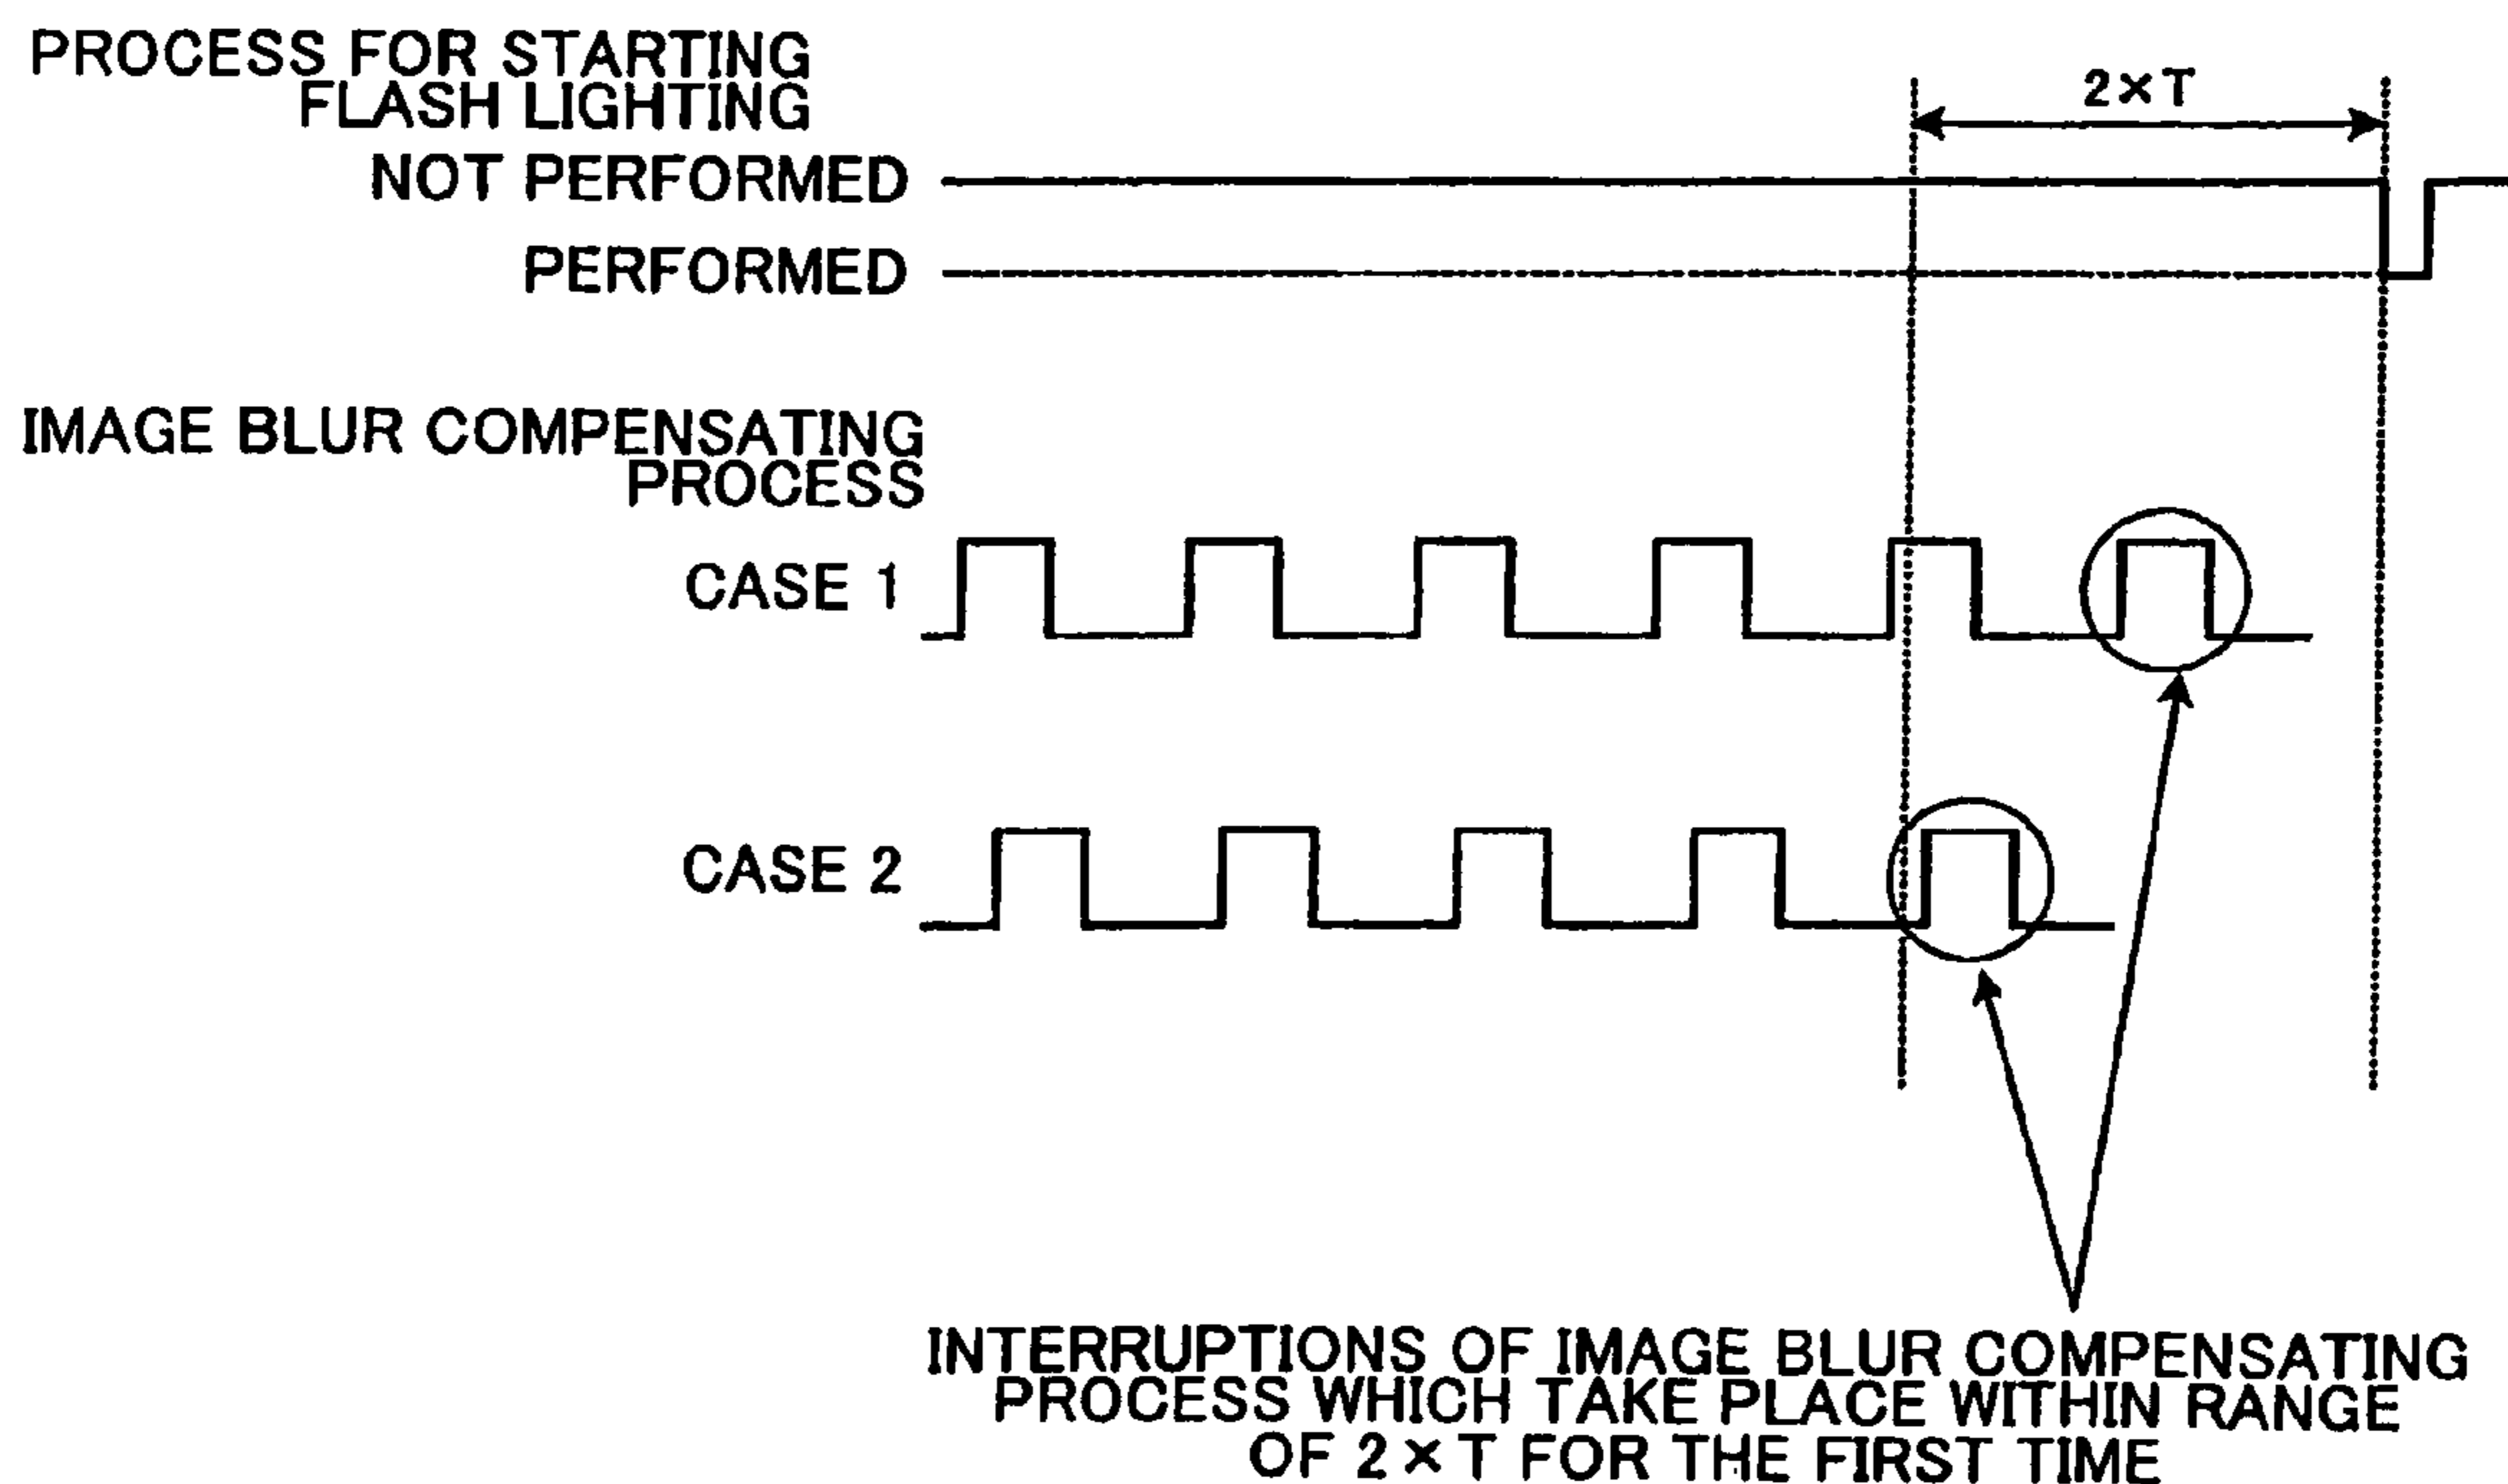 PROCESS FOR STARTING
FLASH LIGHTING
2×T
NOT PERFORMED
PERFORMED
IMAGE BLUR COMPENSATING
PROCESS
CASE 1
CASE 2
INTERRUPTIONS OF IMAGE BLUR COMPENSATING
PROCESS WHICH TAKE PLACE WITHIN RANGE
OF 2×T FOR THE FIRST TIME